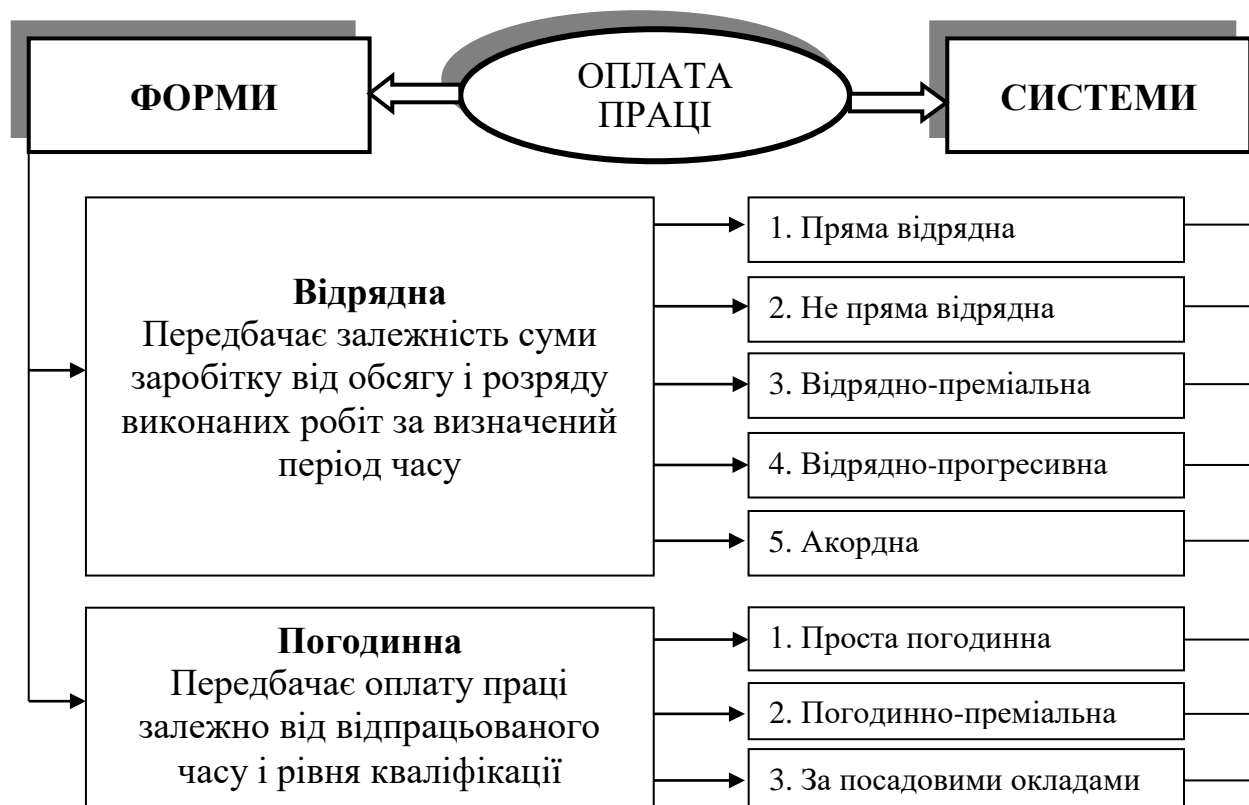 ФОРМИ
ОПЛАТА
ПРАЦІ
СИСТЕМИ
Відрядна
Передбачає залежність суми
заробітку від обсягу і розряду
виконаних робіт за визначений
період часу
1. Пряма відрядна
2. Не пряма відрядна
3. Відрядно-преміальна
4. Відрядно-прогресивна
5. Акордна
Погодинна
Передбачає оплату праці
залежно від відпрацьованого
часу і рівня кваліфікації
1. Проста погодинна
2. Погодинно-преміальна
3. За посадовими окладами